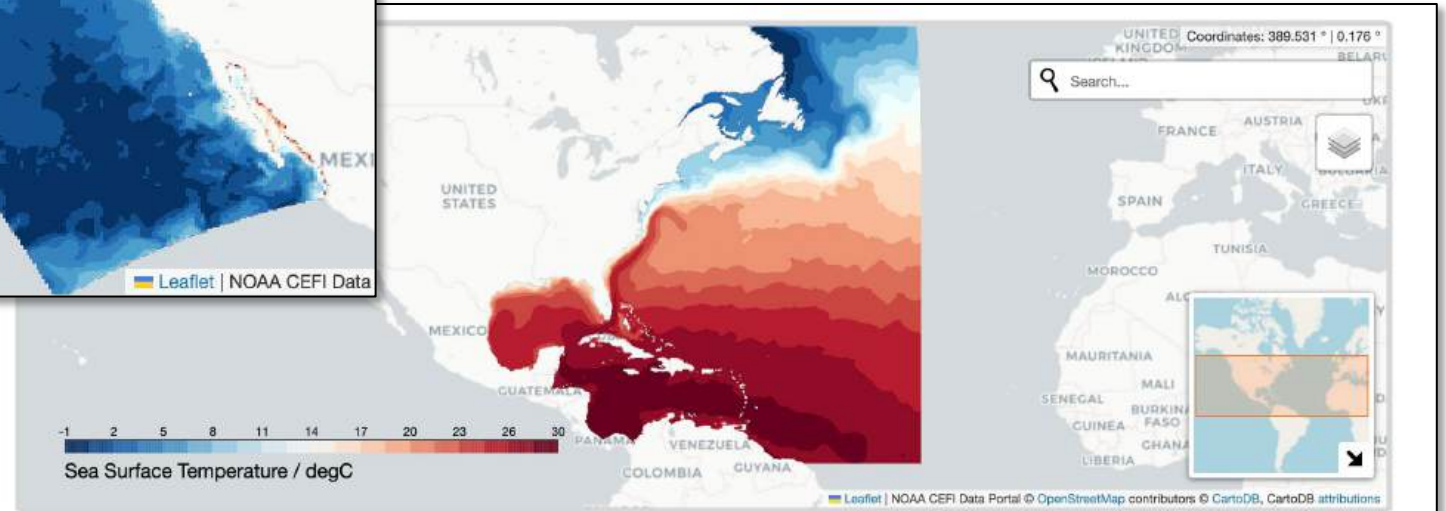 MEXI
Leaflet | NOAA CEFI Data
UNITED KINGDOM
Coordinates: 389.531 ° | 0.176 °
Search...
FRANCE
AUSTRIA
ITALY
SPAIN
GREECE
TUNISIA
MOROCCO
UNITED STATES
MEXICO
GUATEMALA
MAURITANIA
MALI
SENEGAL
BURKINA FASO
GUINEA
GHANA
LIBERIA
PANAMA
VENEZUELA
GUYANA
COLOMBIA
-1 2 5 8 11 14 17 20 23 26 30
Sea Surface Temperature / degC
Leaflet | NOAA CEFI Data Portal © OpenStreetMap contributors © CartoDB, CartoDB attributions